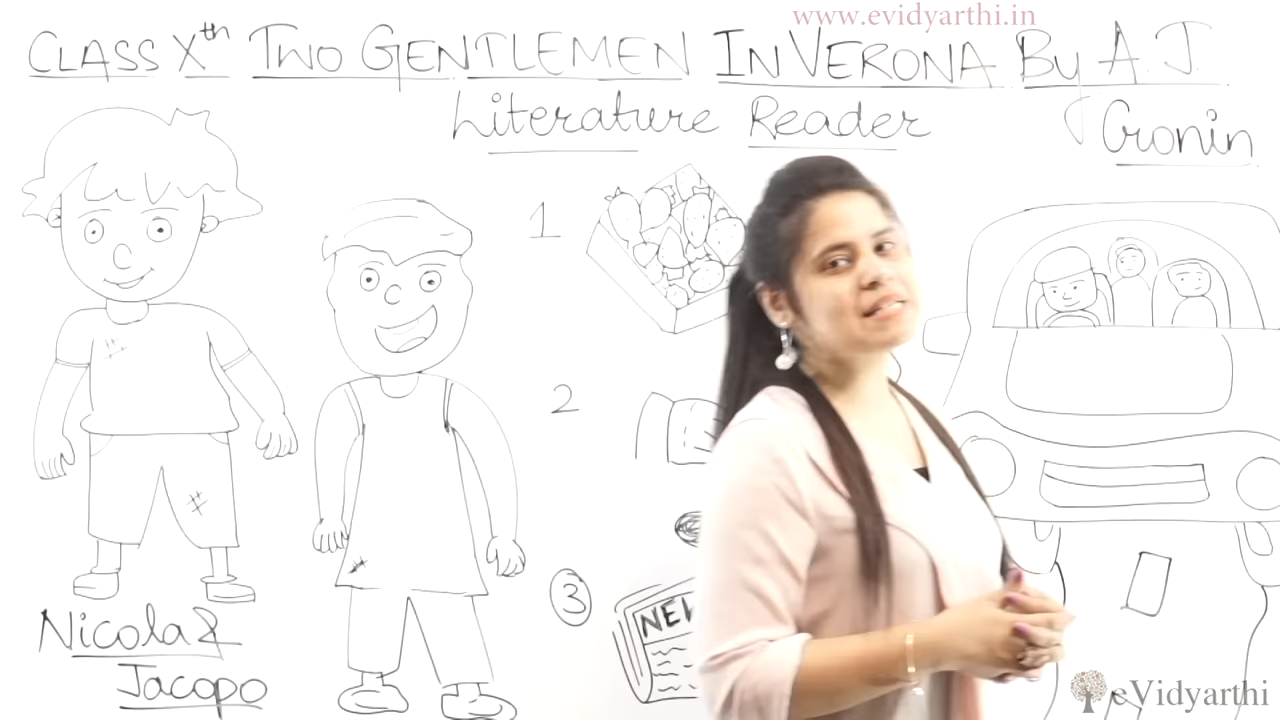 www.evidyarthi.in
CLASS Xth TWO GENTLEMEN IN VERONA By A.J.
Cronin
Literature Reader
1
2
3
NEW
Nicola &
Jacopo
eVidyarthi